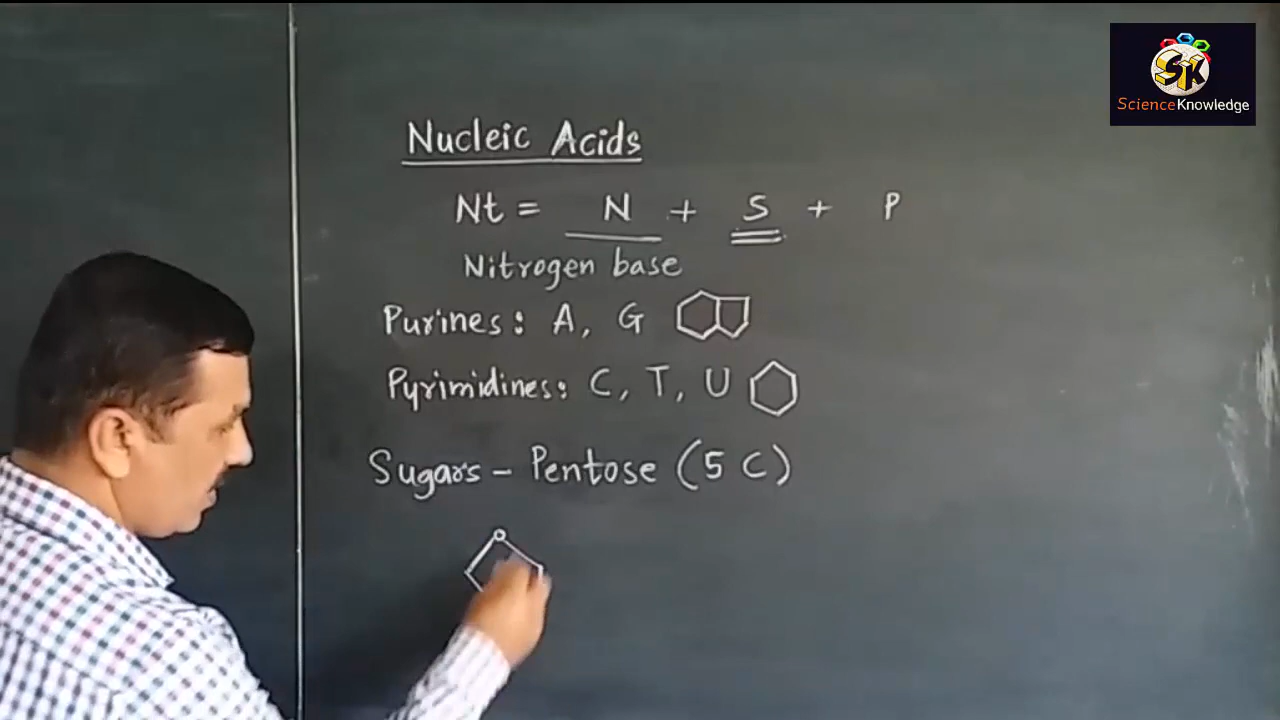 SK
ScienceKnowledge
Nucleic Acids
Nt = N + S + P
Nitrogen base
Purines: A, G
Pyrimidines: C, T, U
Sugars - Pentose (5 C)